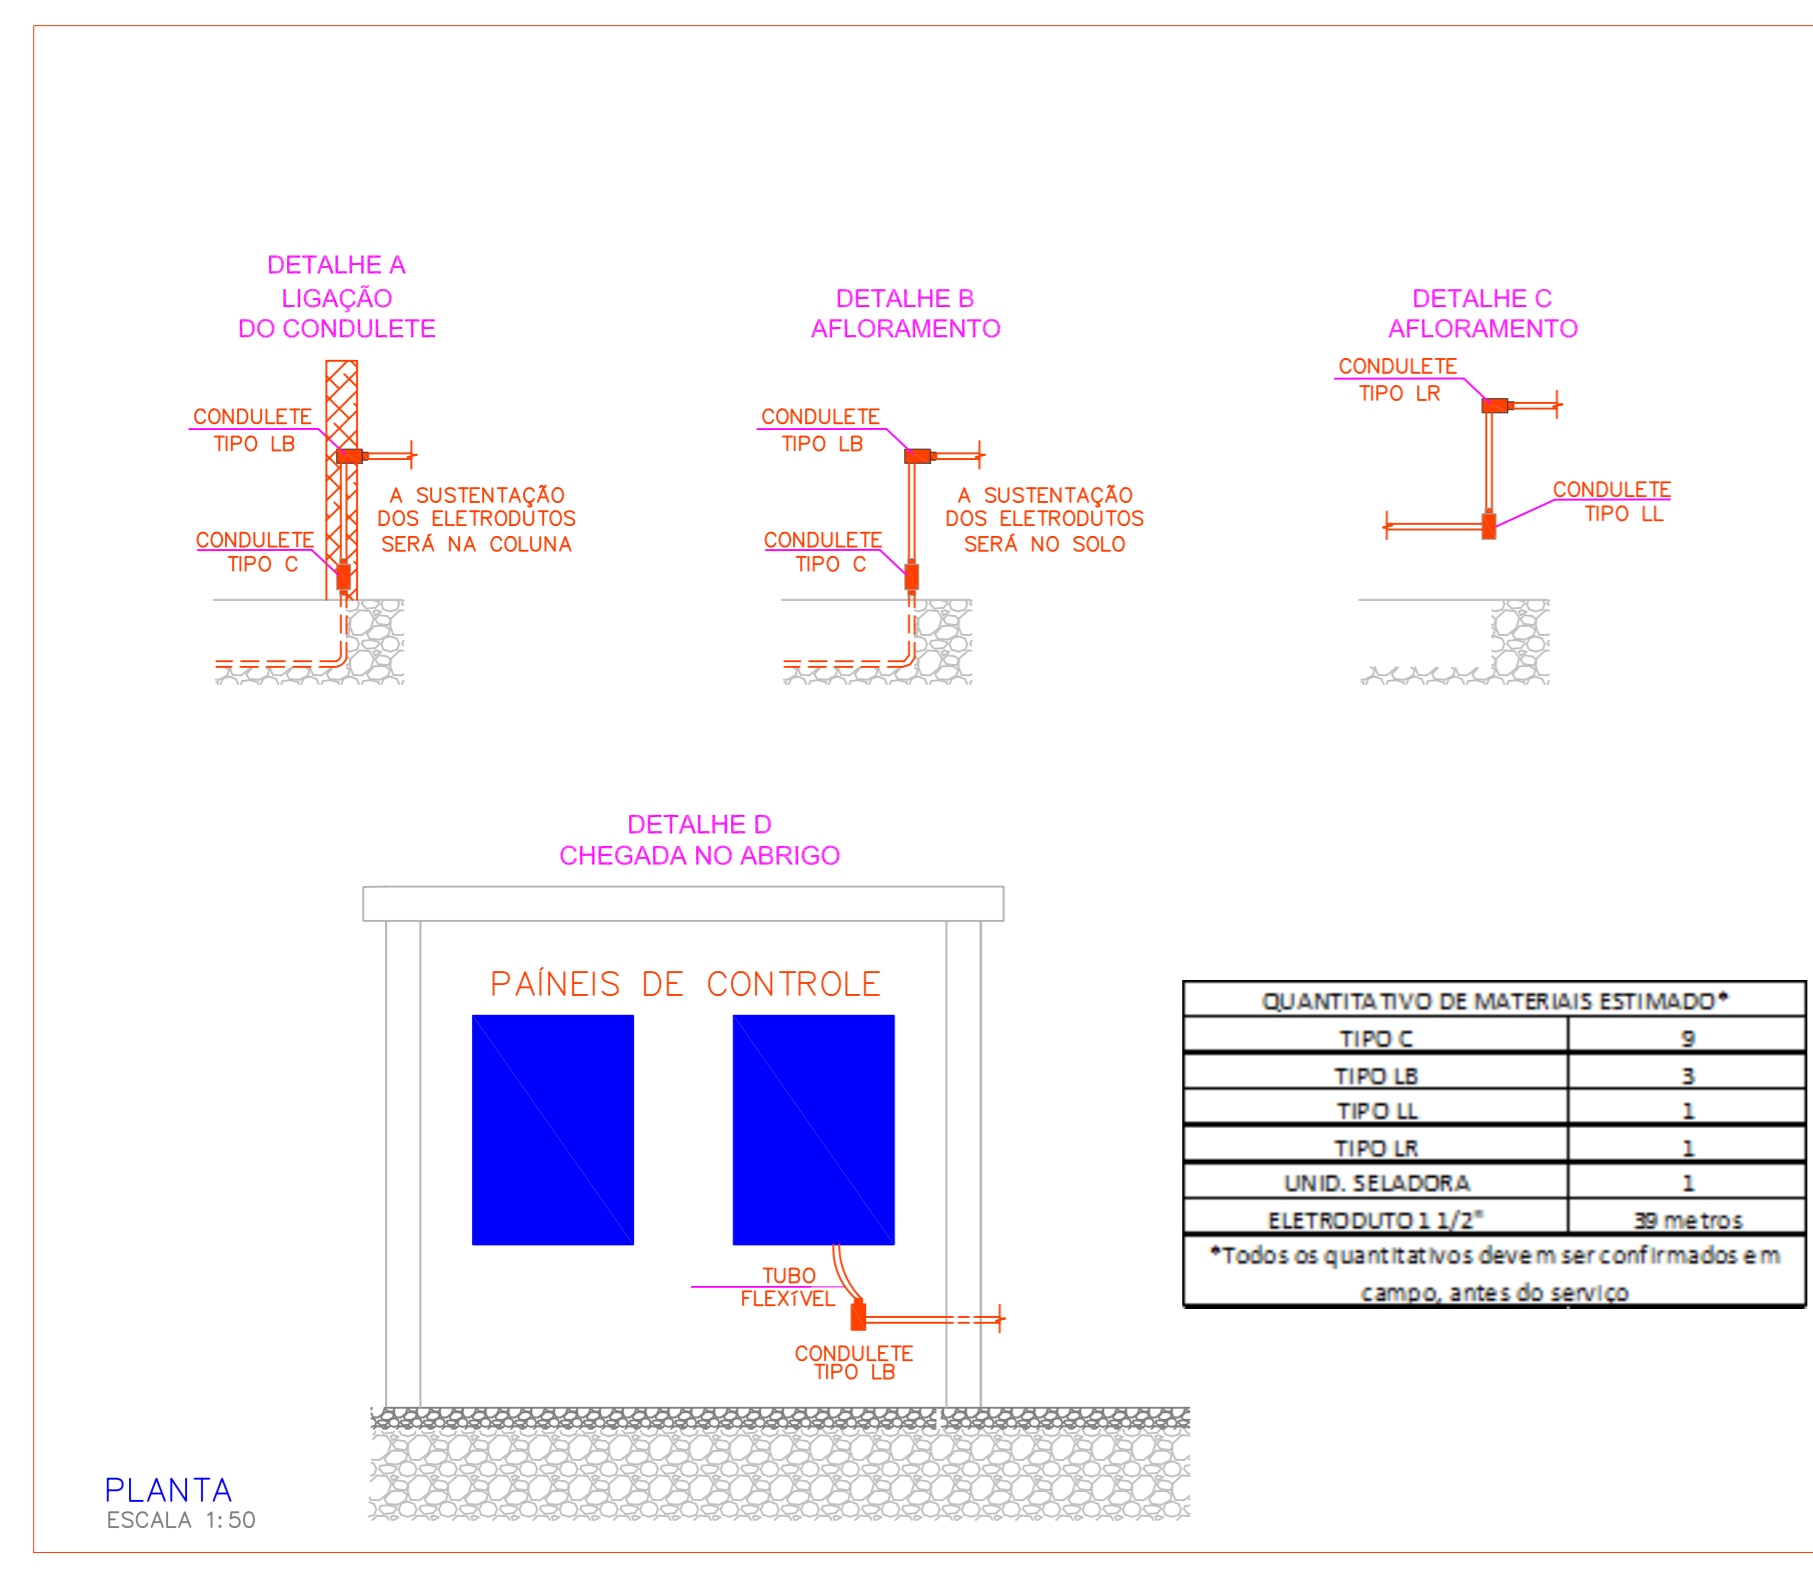 DETALHE A
LIGAÇÃO
DO CONDULETE
CONDULETE
TIPO LB
A SUSTENTAÇÃO
DOS ELETRODUTOS
SERÁ NA COLUNA
CONDULETE
TIPO C
DETALHE B
AFLORAMENTO
CONDULETE
TIPO LB
A SUSTENTAÇÃO
DOS ELETRODUTOS
SERÁ NO SOLO
CONDULETE
TIPO C
DETALHE C
AFLORAMENTO
CONDULETE
TIPO LR
CONDULETE
TIPO LL
DETALHE D
CHEGADA NO ABRIGO
PAÍNEIS DE CONTROLE
TUBO
FLEXíVEL
CONDULETE
TIPO LB
QUANTITATIVO DE MATERIAIS ESTIMADO*
TIPO C 9
TIPO LB 3
TIPO LL 1
TIPO LR 1
UNID. SELADORA 1
ELETRODUTO 1 1/2" 39 metros
*Todos os quantitativos devem ser confirmados em
campo, antes do serviço
PLANTA
ESCALA 1:50